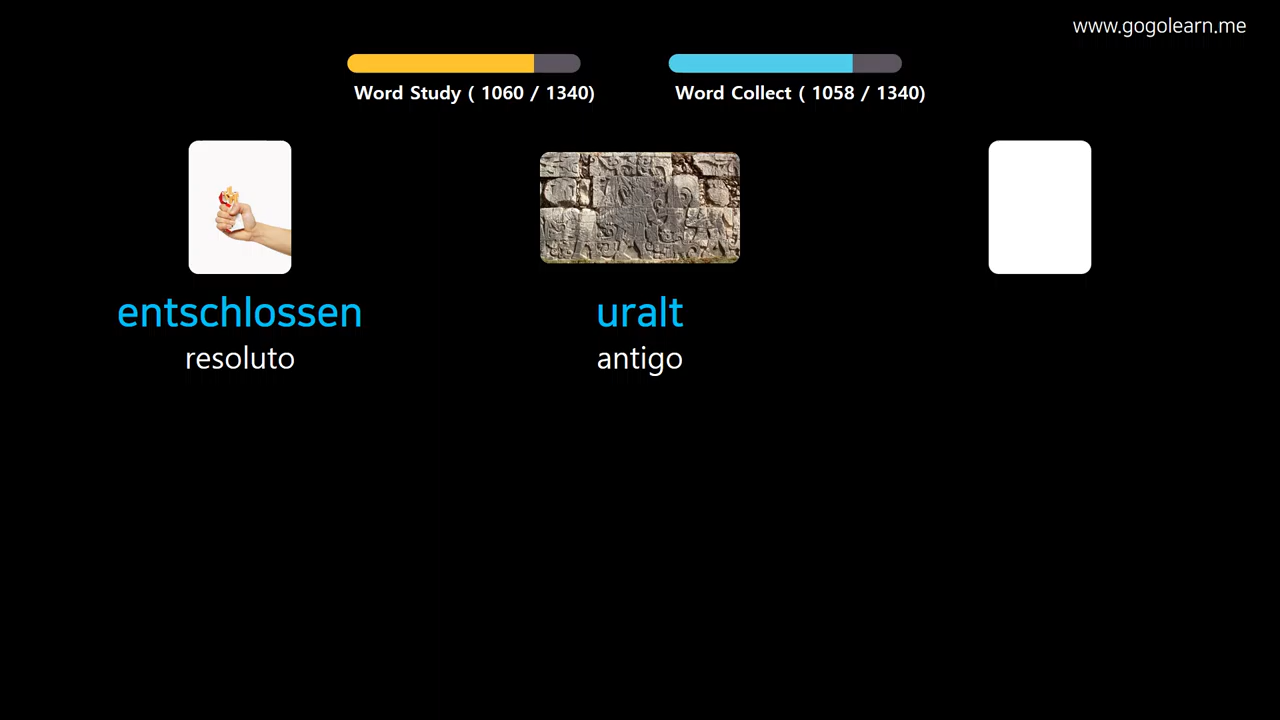 www.gogolearn.me
Word Study ( 1060 / 1340)
Word Collect ( 1058 / 1340)
entschlossen
resoluto
uralt
antigo